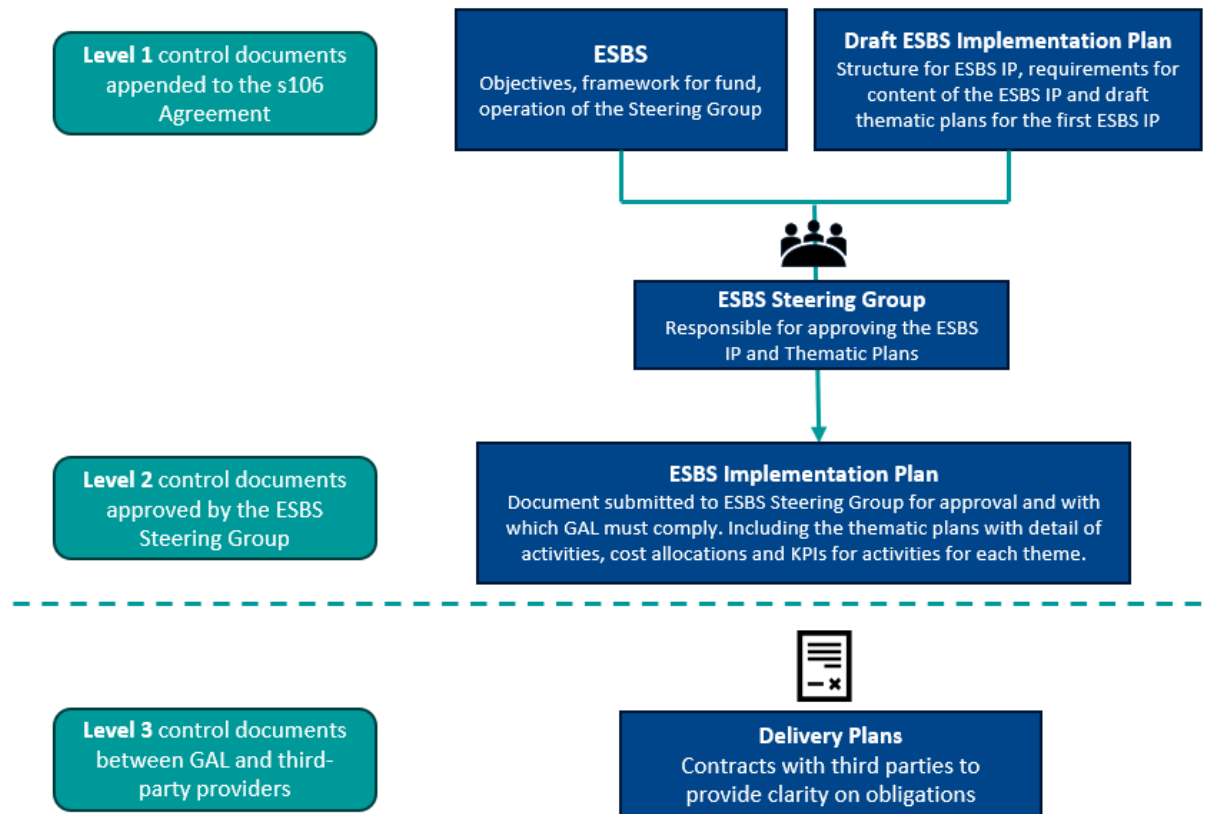 Level 1 control documents
appended to the s106
Agreement
ESBS
Objectives, framework for fund,
operation of the Steering Group
Draft ESBS Implementation Plan
Structure for ESBS IP, requirements for
content of the ESBS IP and draft
thematic plans for the first ESBS IP
ESBS Steering Group
Responsible for approving the ESBS
IP and Thematic Plans
Level 2 control documents
approved by the ESBS
Steering Group
ESBS Implementation Plan
Document submitted to ESBS Steering Group for approval and with
which GAL must comply. Including the thematic plans with detail of
activities, cost allocations and KPIs for activities for each theme.
Level 3 control documents
between GAL and third-
party providers
Delivery Plans
Contracts with third parties to
provide clarity on obligations